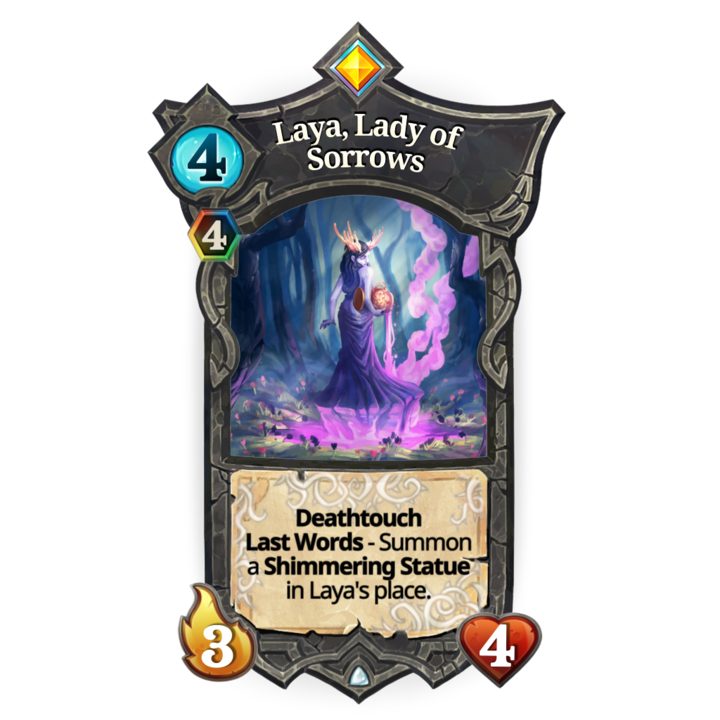 4
Laya, Lady of
Sorrows
4
Deathtouch
Last Words - Summon
a Shimmering Statue
in Laya's place.
3
4